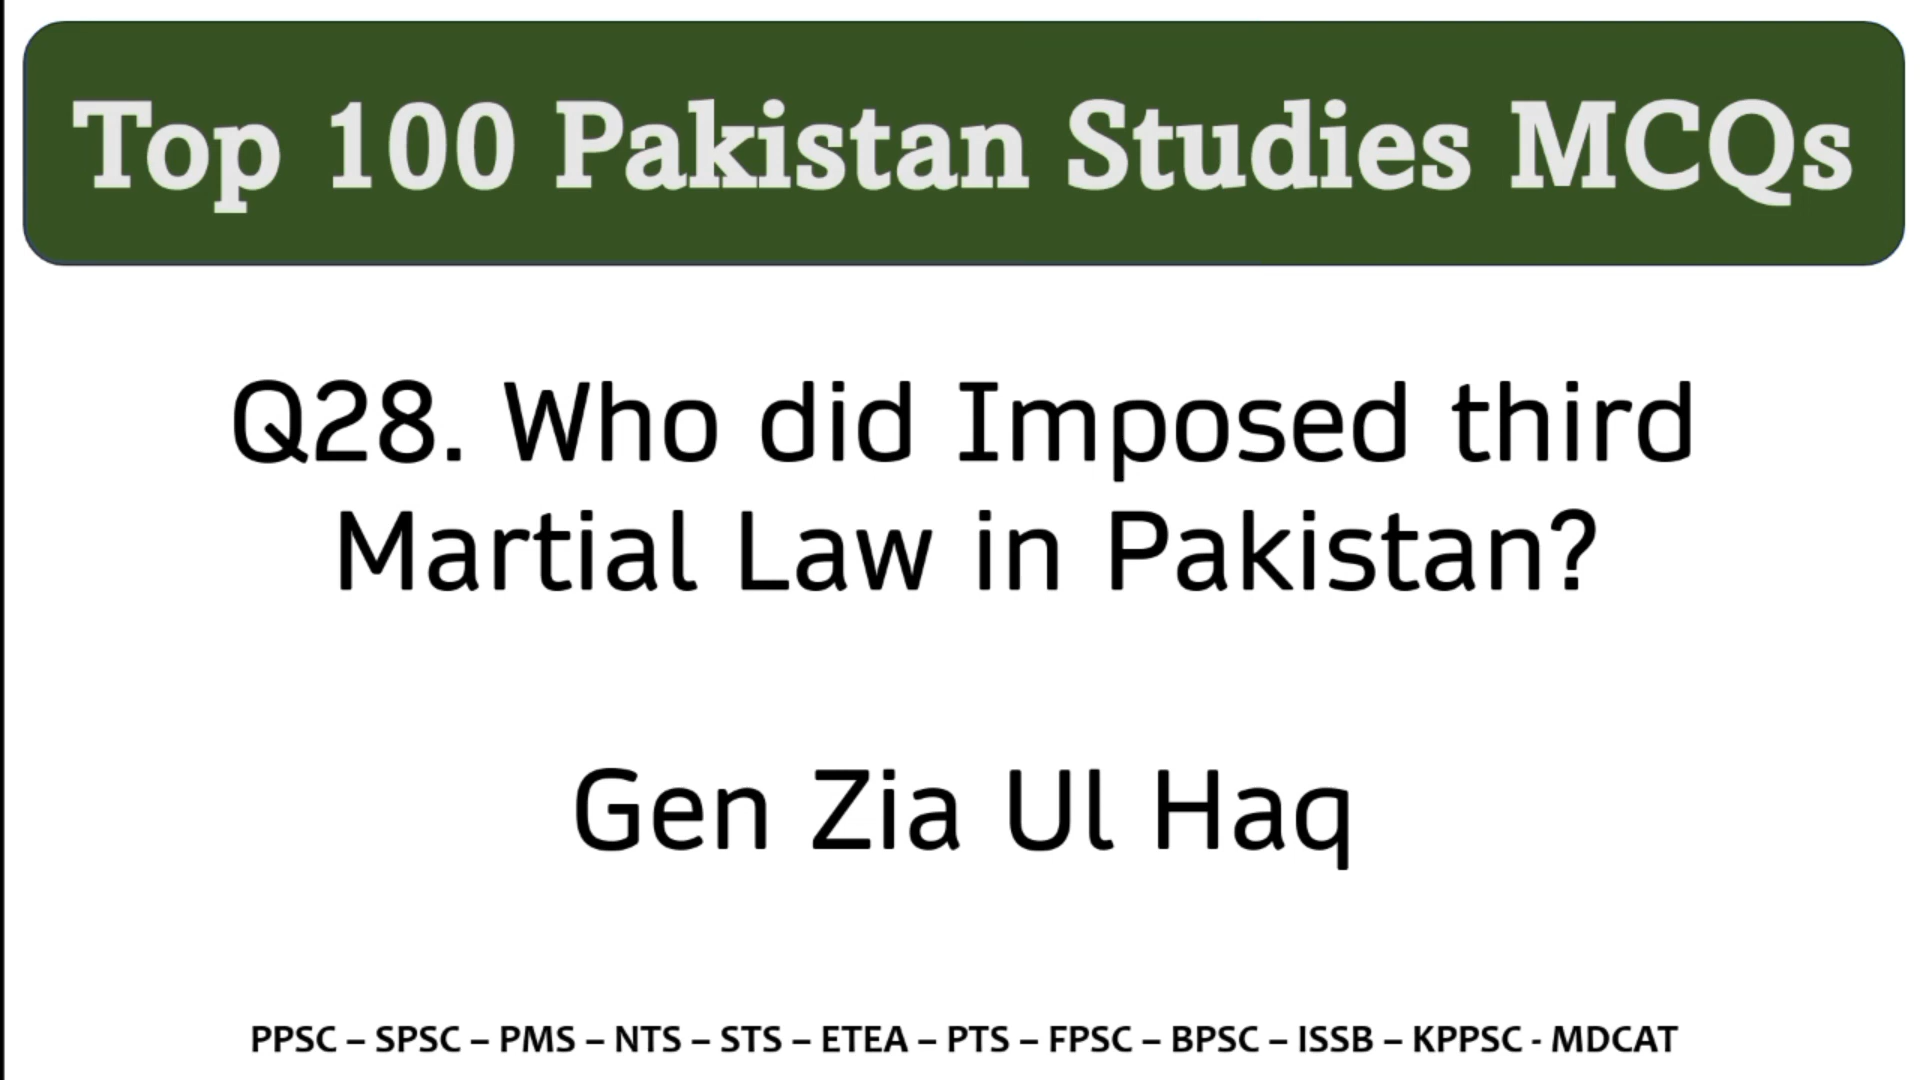 Top 100 Pakistan Studies MCQs
Q28. Who did Imposed third
Martial Law in Pakistan?
Gen Zia Ul Haq
PPSC – SPSC – PMS – NTS – STS – ETEA – PTS – FPSC – BPSC – ISSB – KPPSC - MDCAT